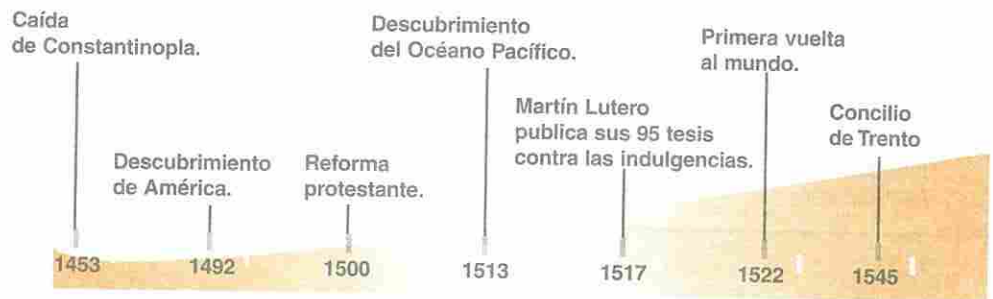 Caída
de Constantinopla.
Descubrimiento
de América.
Reforma
protestante.
Descubrimiento
del Océano Pacífico.
Martín Lutero
publica sus 95 tesis
contra las indulgencias.
Primera vuelta
al mundo.
Concilio
de Trento
1453
1492
1500
1513
1517
1522
1545